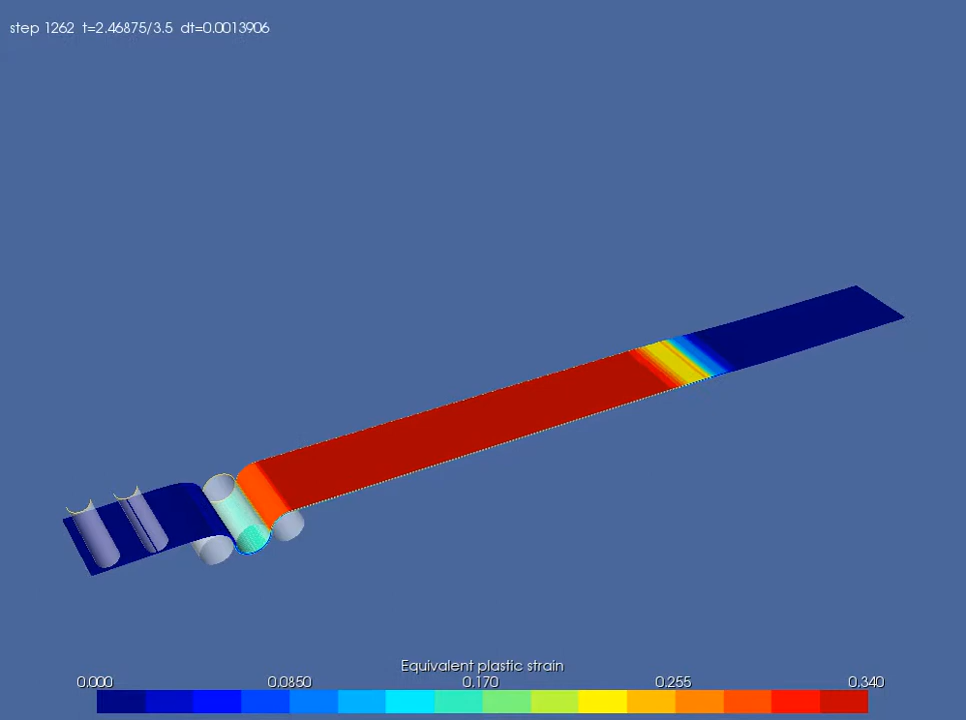 step 1262 t=2.46875/3.5 dt=0.0013906
Equivalent plastic strain
0.000 0.0850 0.170 0.255 0.340